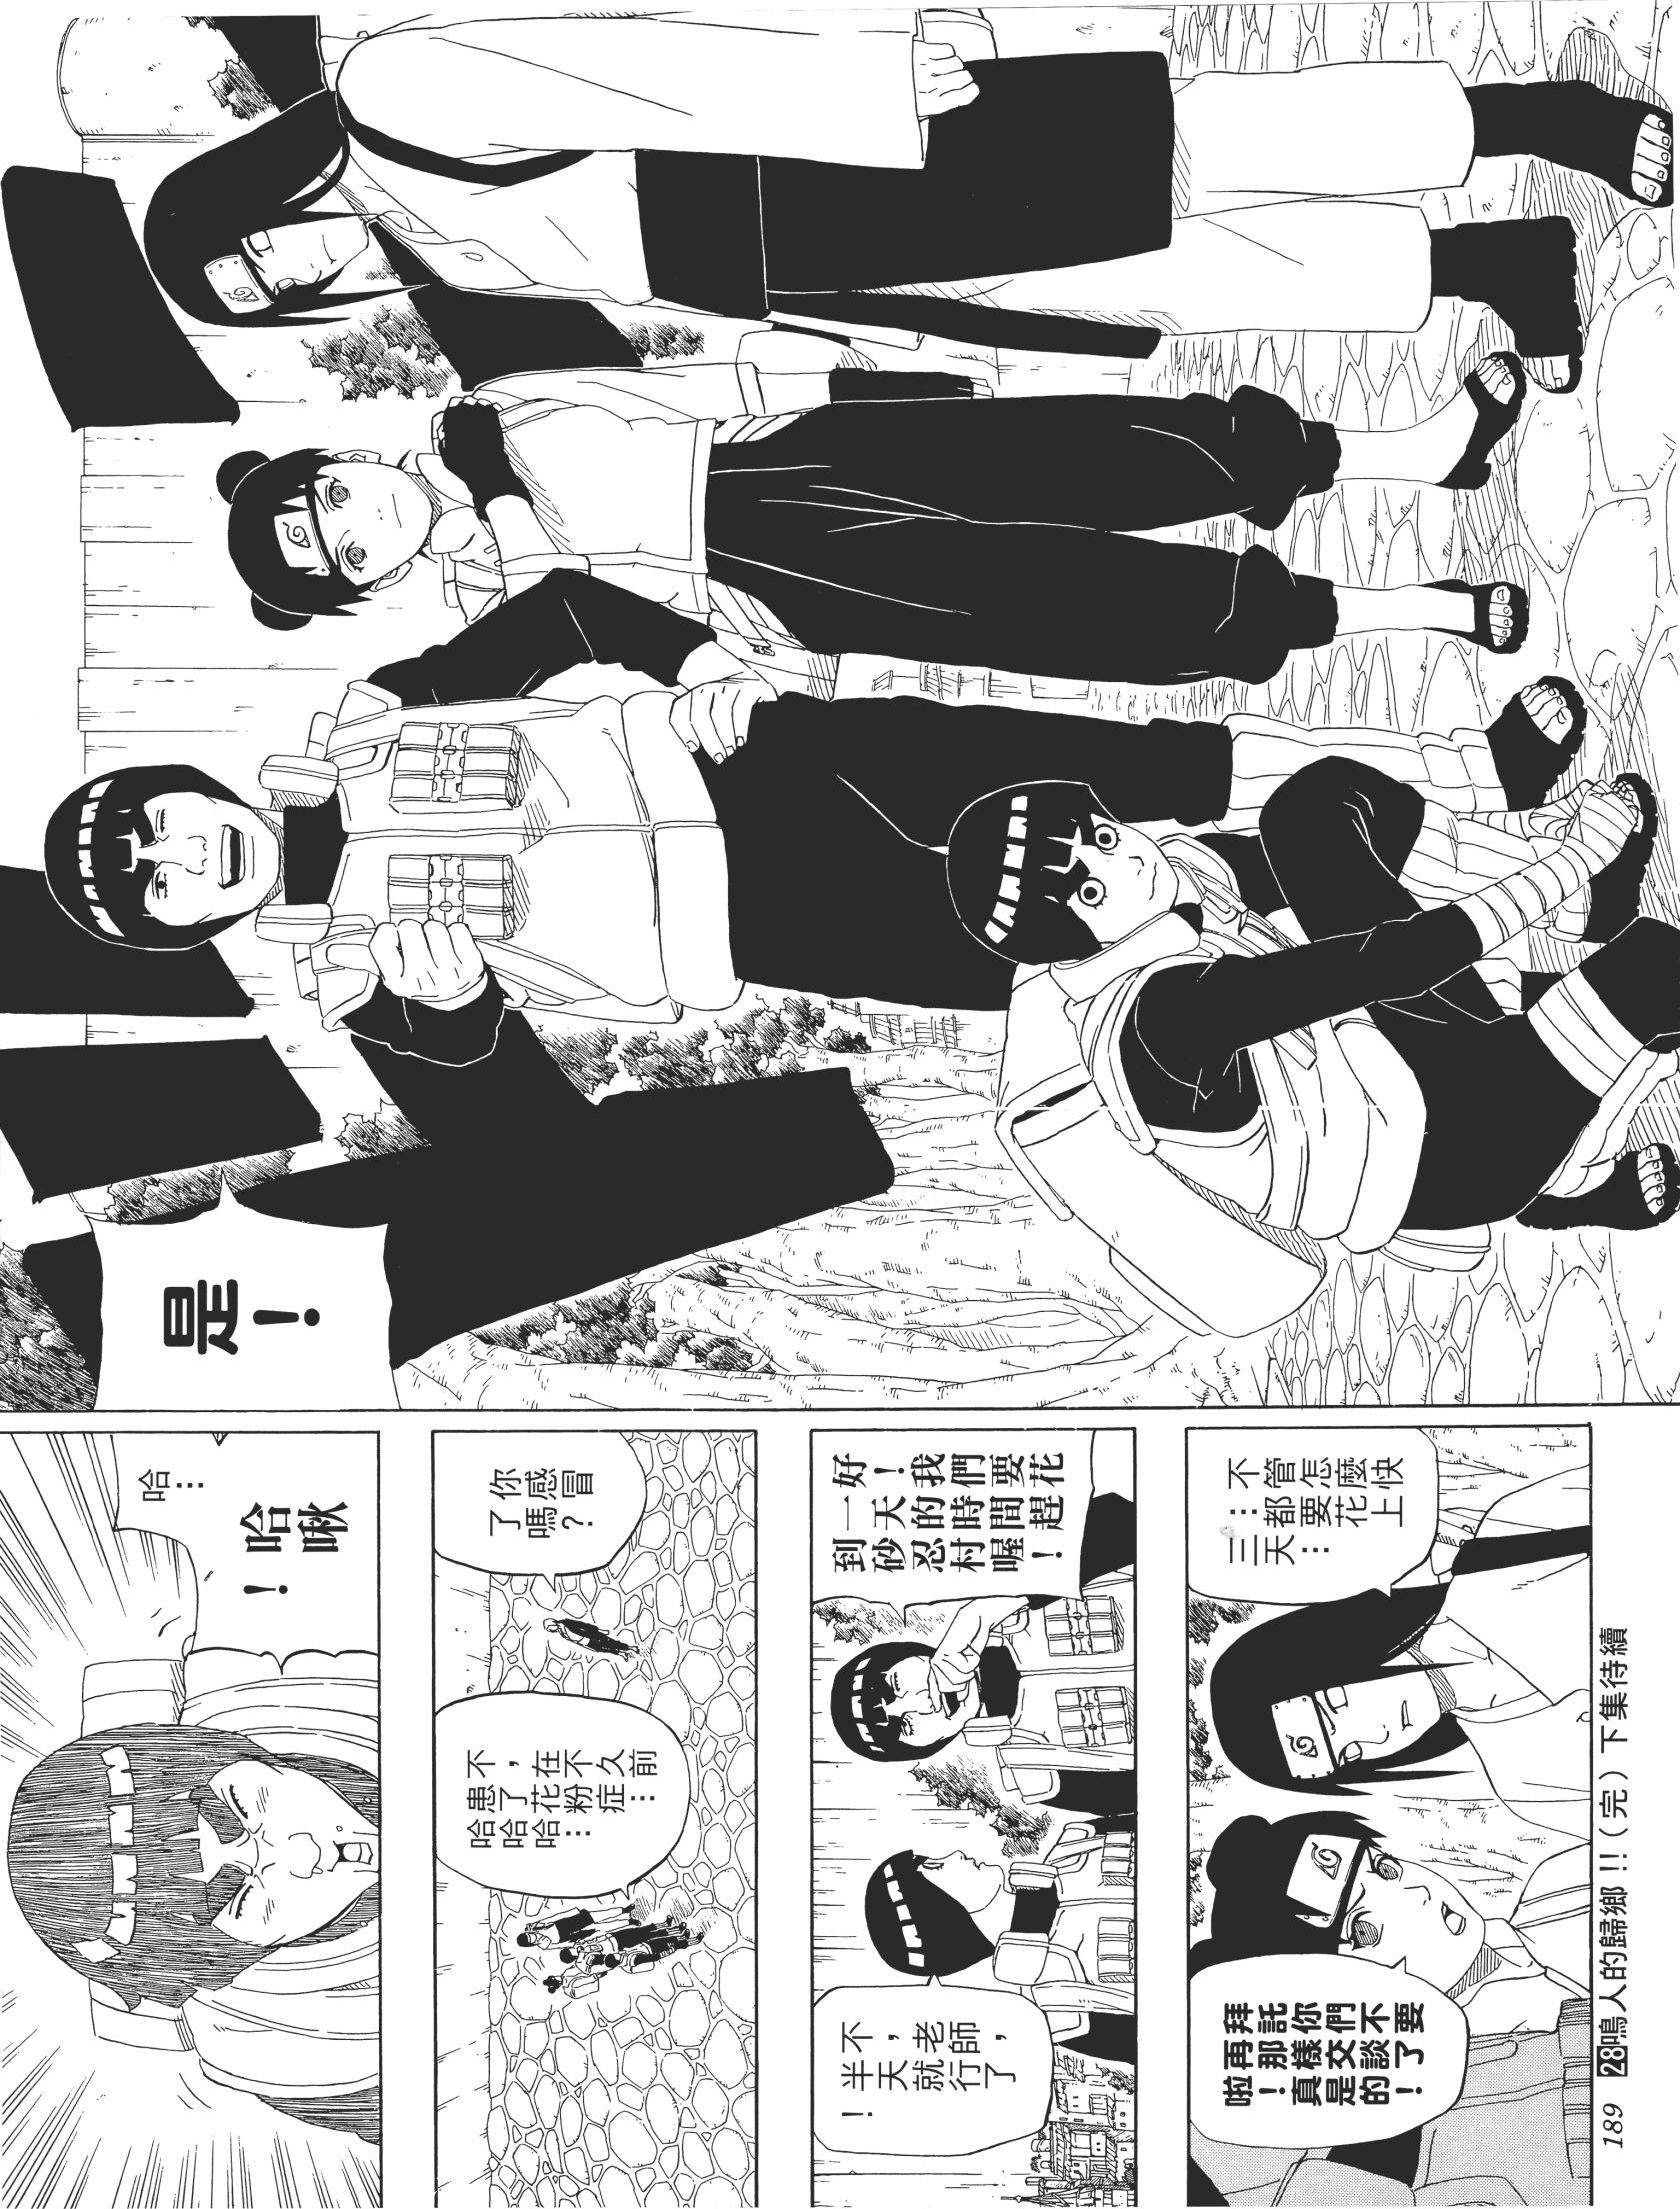 是！
哈…
哈啾
！
你感冒
了嗎？
不，在不久前
患了花粉症…
哈哈哈…
好！我們要花
一天的時間趕
到砂忍村喔！
不，老師，
半天就行了
！
不管怎麼快
…都要花上
三天…
拜託你們不要
再那樣交談了
啦！真是的！
189 28鳴人的歸鄉!!（完）下集待續